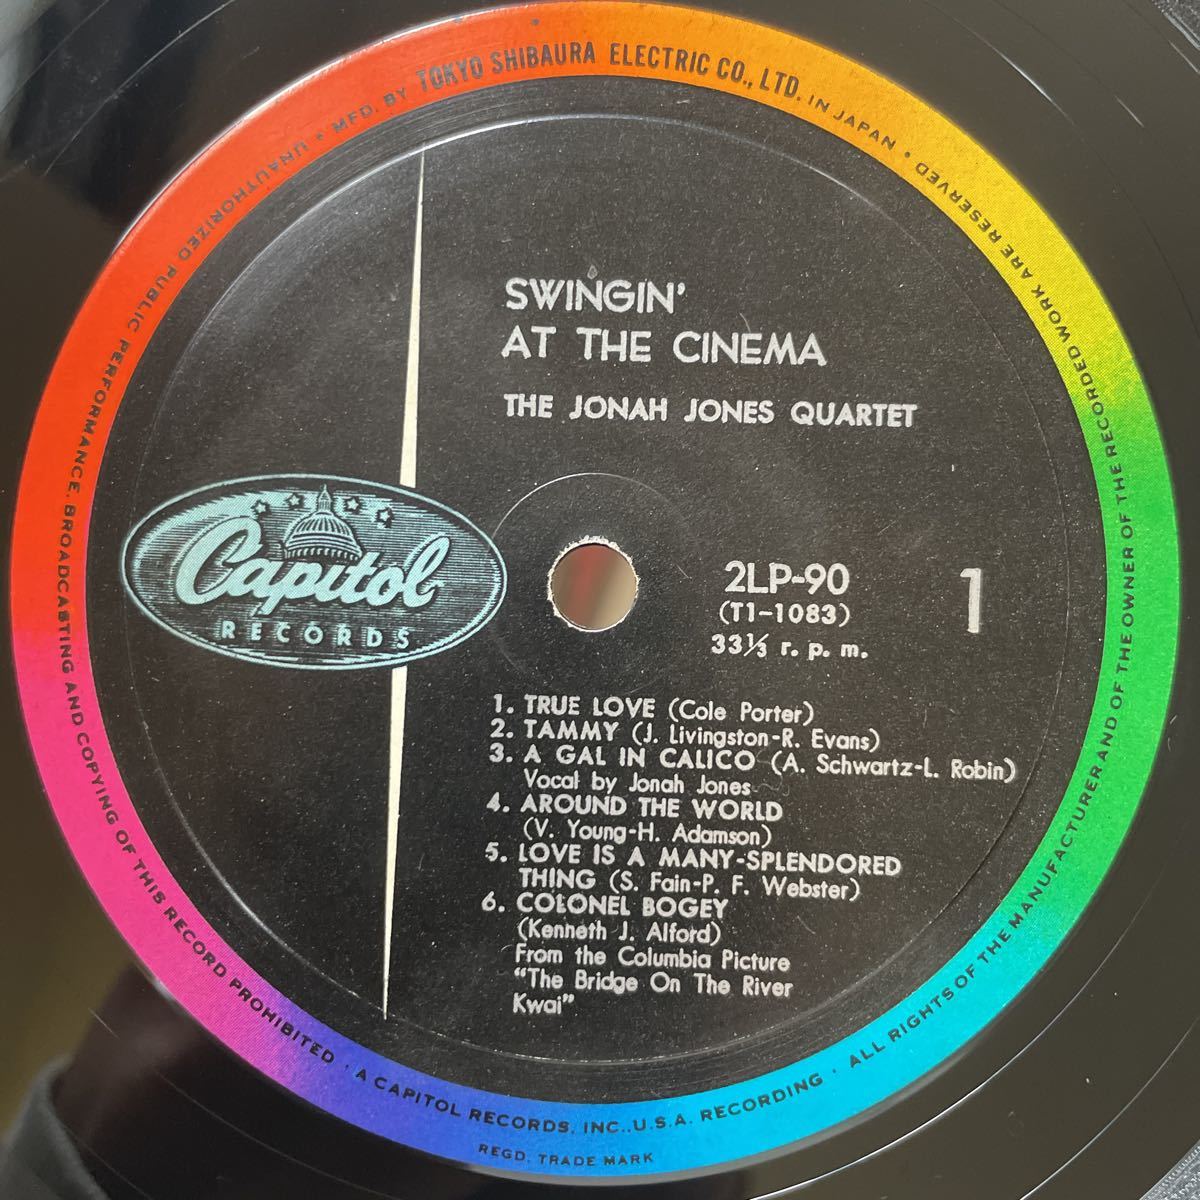 MFD. BY TOKYO SHIBAURA ELECTRIC CO., LTD. IN JAPAN • ALL RIGHTS OF THE MANUFACTURER AND OF THE OWNER OF THE RECORDED WORK ARE RESERVED
UNAUTHORIZED PUBLIC PERFORMANCE, BROADCASTING AND COPYING OF THIS RECORD PROHIBITED • A CAPITOL RECORDS, INC., U.S.A. RECORDING •
REGD. TRADE MARK
SWINGIN'
AT THE CINEMA
THE JONAH JONES QUARTET
Capitol
RECORDS
2LP-90
(T1-1083)
33⅓ r. p. m.
1
1. TRUE LOVE (Cole Porter)
2. TAMMY (J. Livingston-R. Evans)
3. A GAL IN CALICO (A. Schwartz-L. Robin)
Vocal by Jonah Jones
4. AROUND THE WORLD
(V. Young-H. Adamson)
5. LOVE IS A MANY-SPLENDORED
THING (S. Fain-P. F. Webster)
6. COLONEL BOGEY
(Kenneth J. Alford)
From the Columbia Picture
"The Bridge On The River
Kwai"